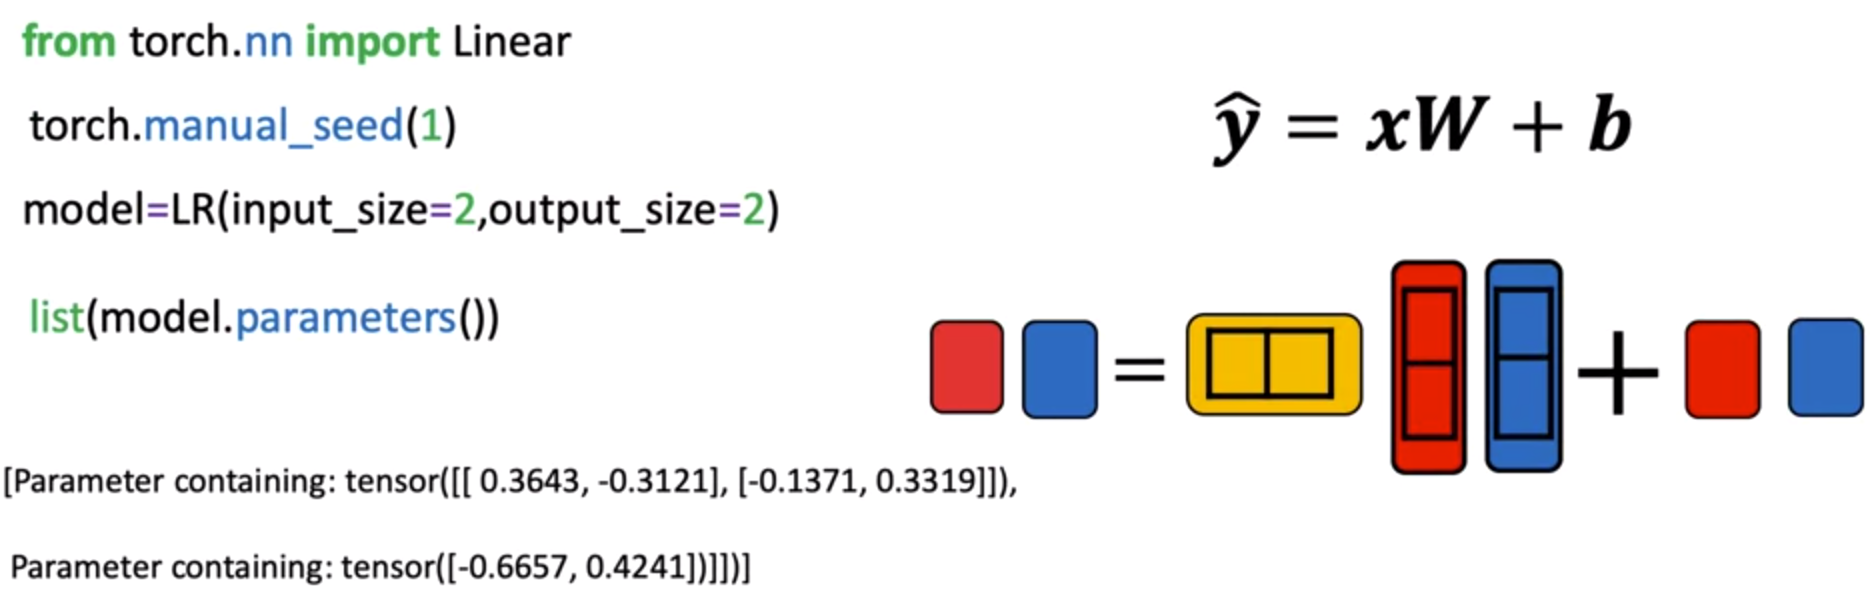 from torch.nn import Linear
torch.manual_seed(1)
model=LR(input_size=2,output_size=2)
list(model.parameters())
[Parameter containing: tensor([[ 0.3643, -0.3121], [-0.1371, 0.3319]]),
Parameter containing: tensor([-0.6657, 0.4241])]])]
ŷ = xW + b
= +